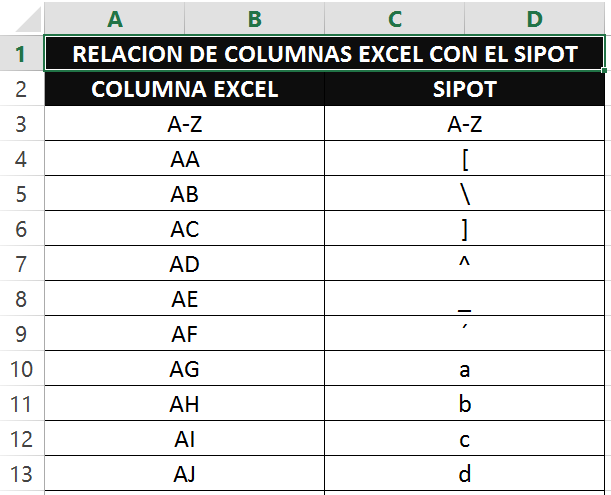 A B C D
1 RELACION DE COLUMNAS EXCEL CON EL SIPOT
2 COLUMNA EXCEL SIPOT
3 A-Z A-Z
4 AA [
5 AB \
6 AC ]
7 AD ^
8 AE _
9 AF ´
10 AG a
11 AH b
12 AI c
13 AJ d